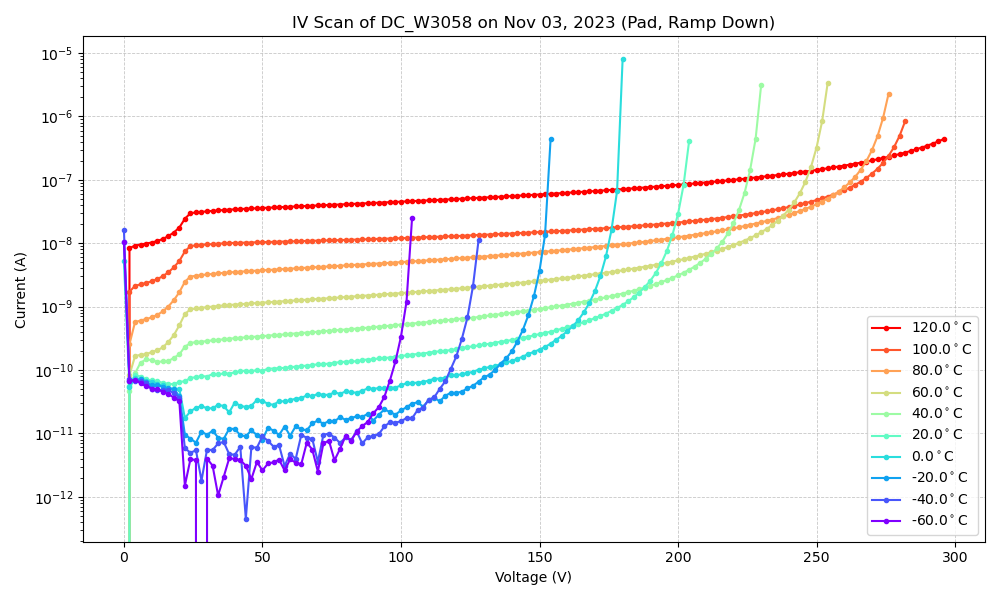 IV Scan of DC_W3058 on Nov 03, 2023 (Pad, Ramp Down)
Current (A)
10⁻⁵
10⁻⁶
10⁻⁷
10⁻⁸
10⁻⁹
10⁻¹⁰
10⁻¹¹
10⁻¹²
120.0°C
100.0°C
80.0°C
60.0°C
40.0°C
20.0°C
0.0°C
-20.0°C
-40.0°C
-60.0°C
0 50 100 150 200 250 300
Voltage (V)